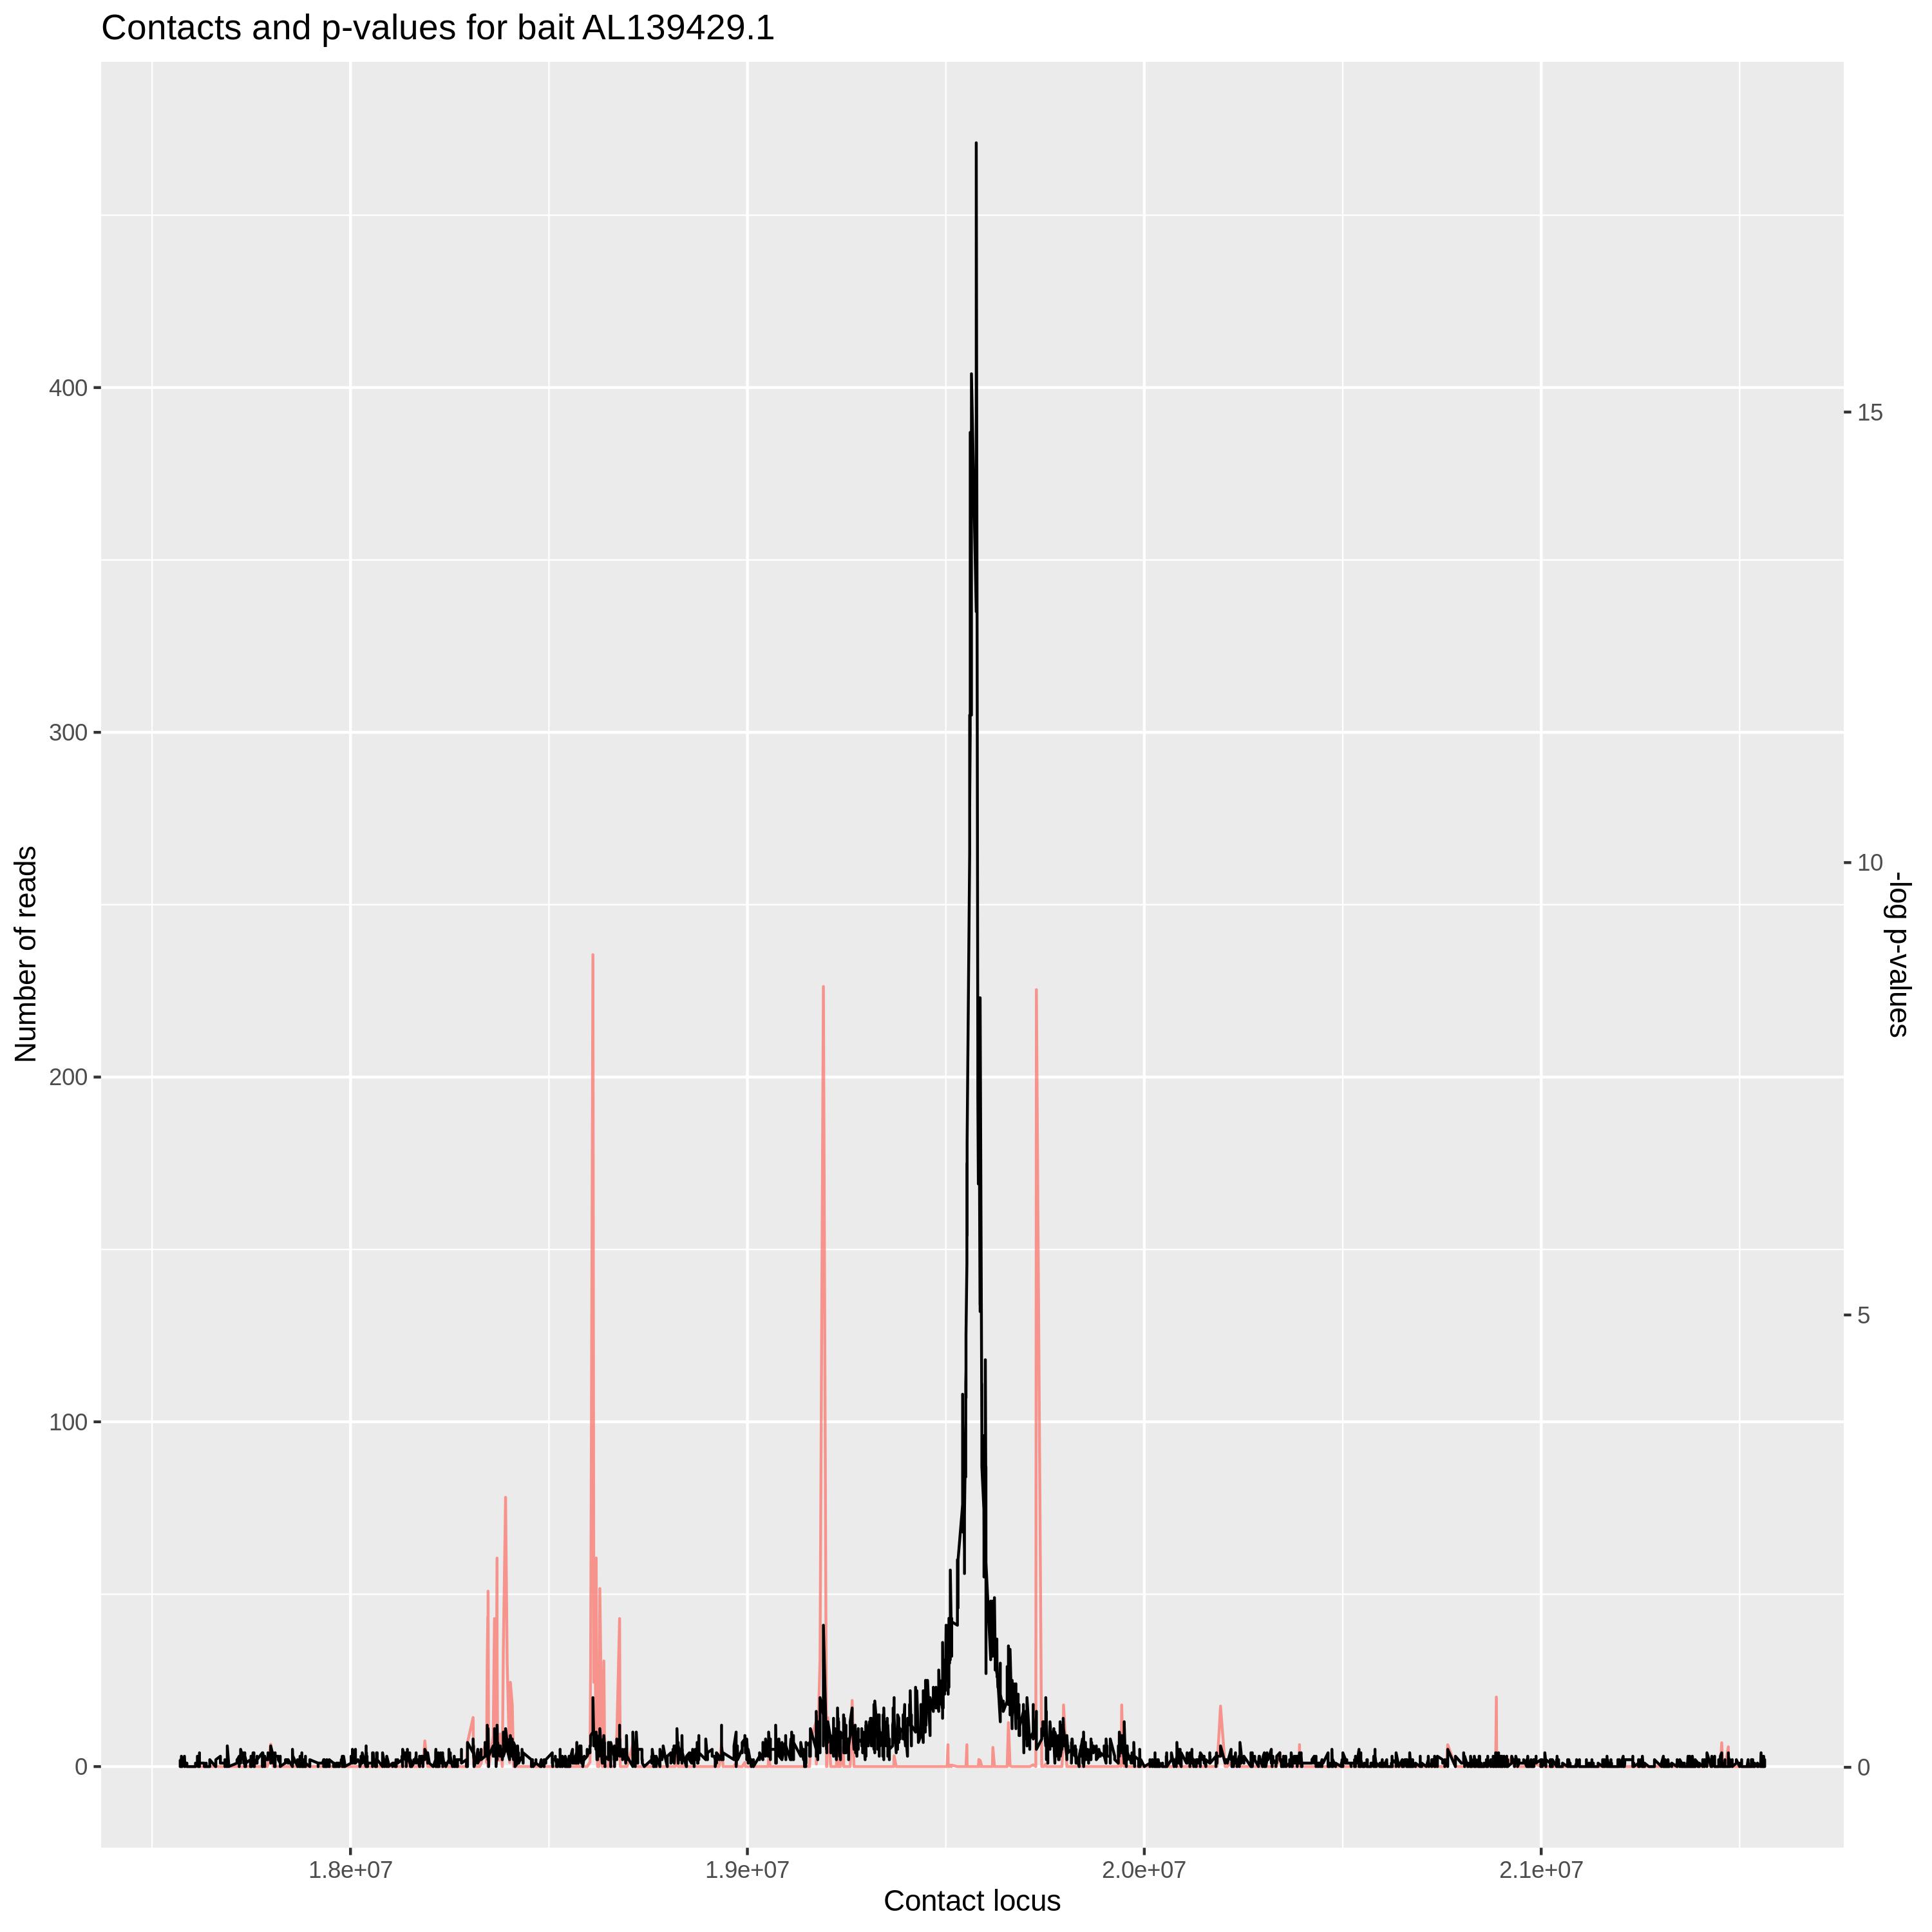 Contacts and p-values for bait AL139429.1
400
300
200
100
0
Number of reads
15
10
5
0
-log p-values
1.8e+07
1.9e+07
2.0e+07
2.1e+07
Contact locus